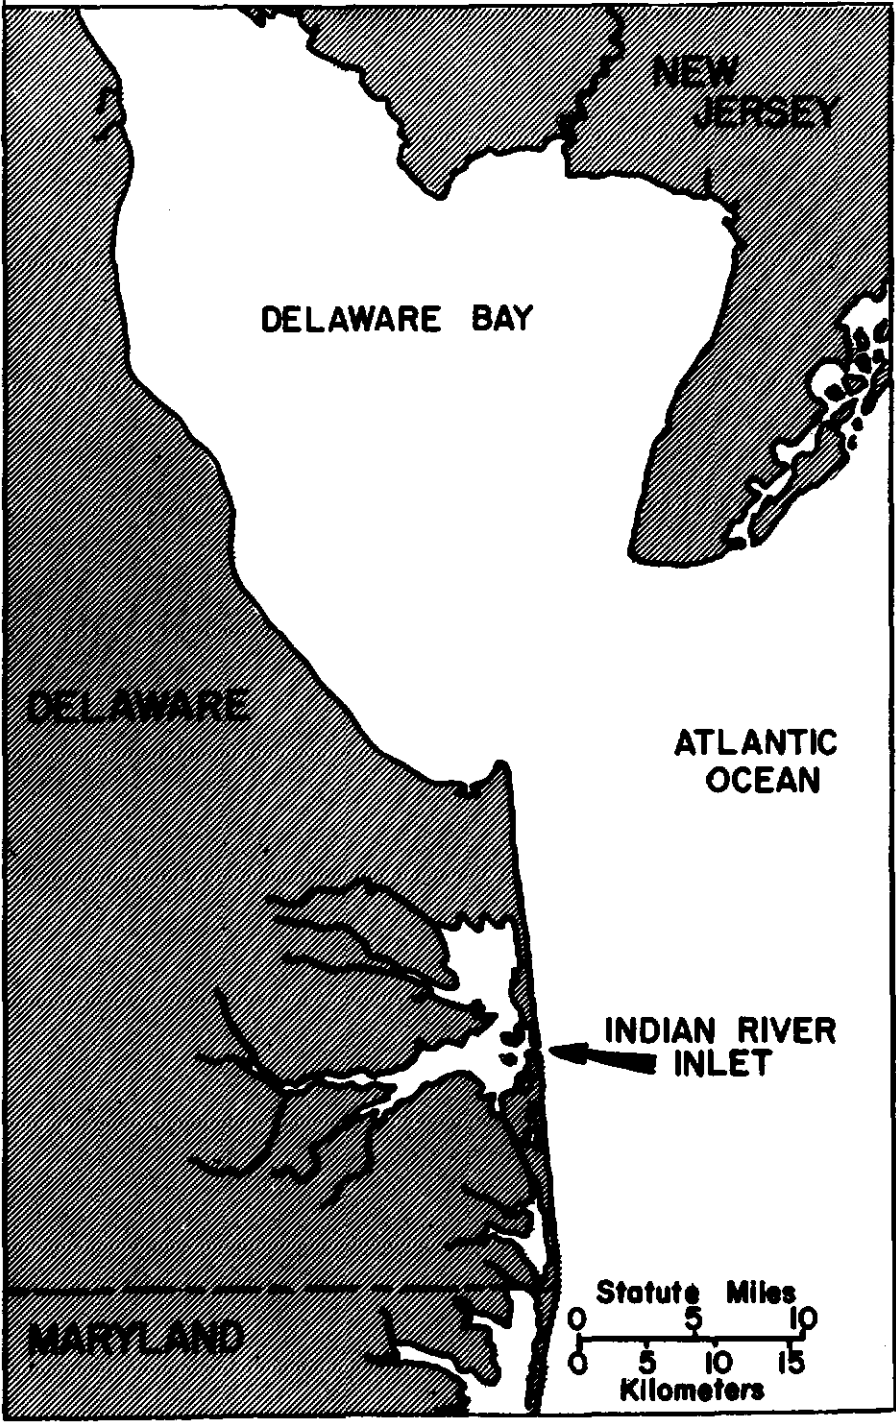 NEW
JERSEY
DELAWARE BAY
DELAWARE
ATLANTIC
OCEAN
INDIAN RIVER
INLET
MARYLAND
Statute Miles
0 5 10
0 5 10 15
Kilometers